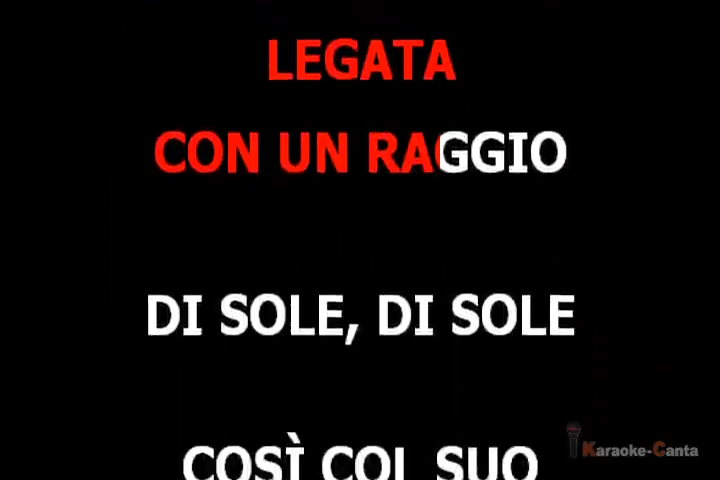 LEGATA
CON UN RAGGIO
DI SOLE, DI SOLE
COSÌ COL SUO
Karaoke-Canta